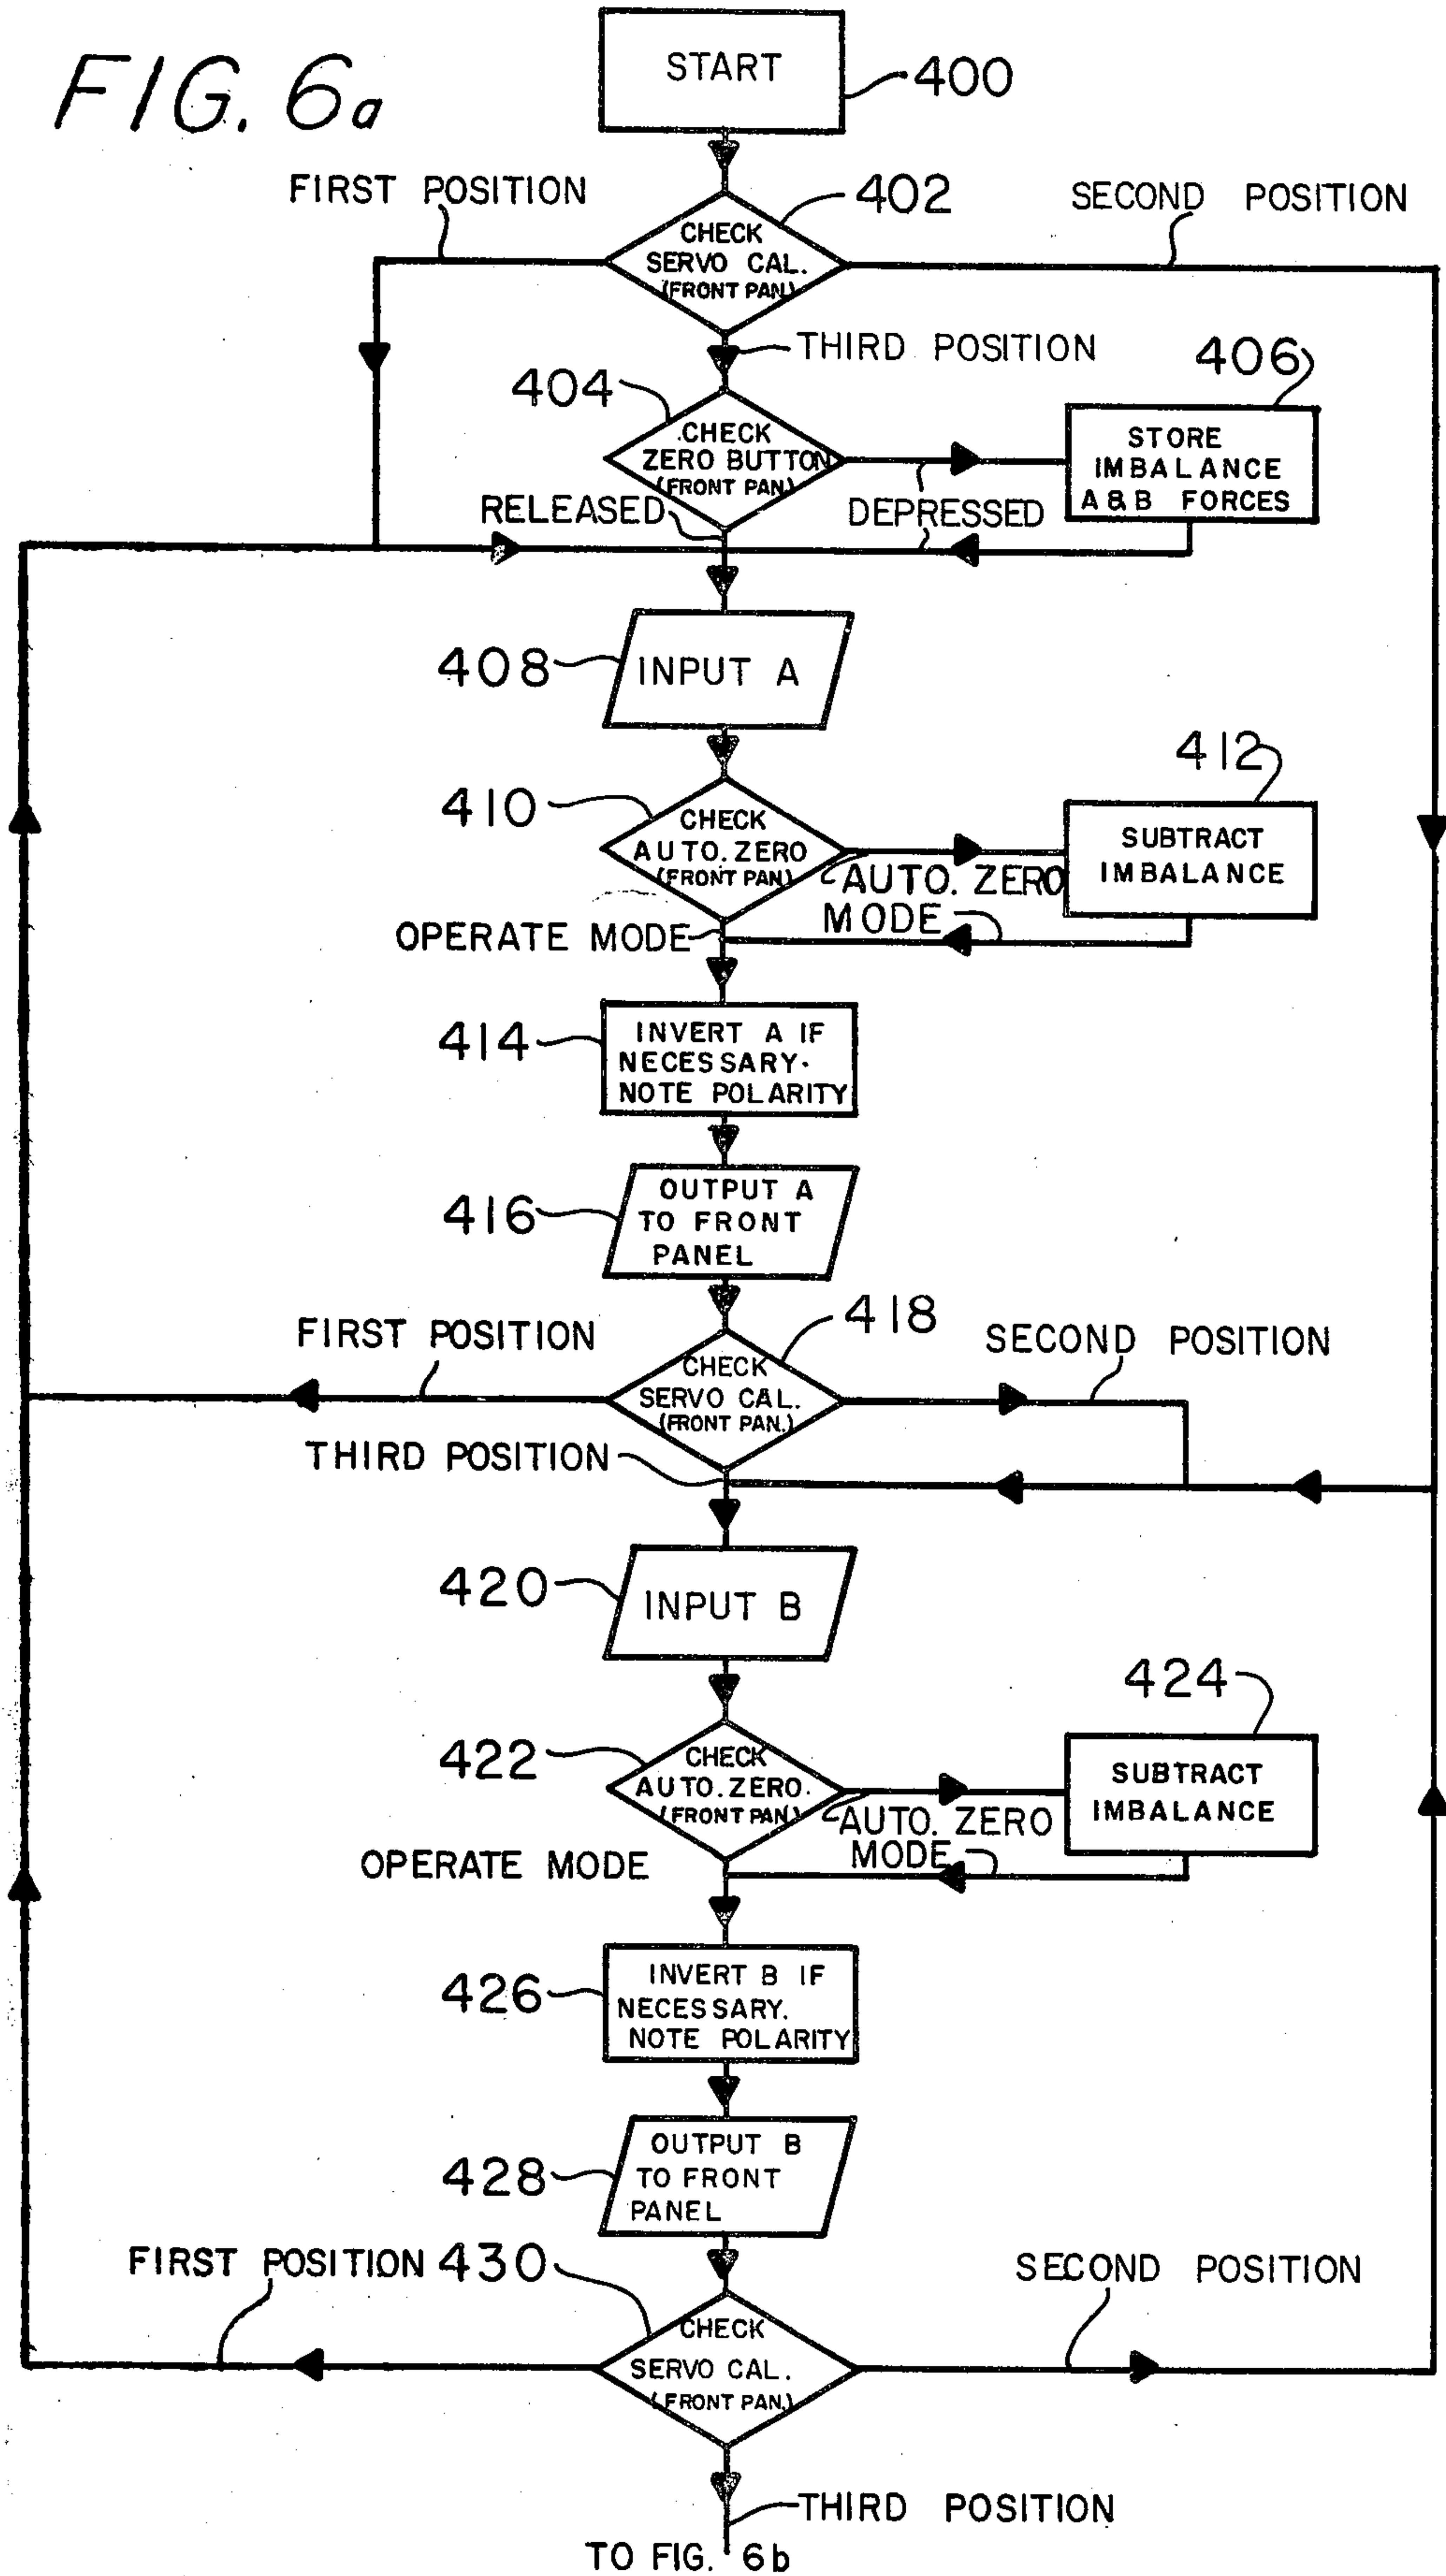 FIG. 6a
START
400
FIRST POSITION
402
SECOND POSITION
CHECK
SERVO CAL.
(FRONT PAN.)
THIRD POSITION
404
406
CHECK
ZERO BUTTON
(FRONT PAN.)
STORE
IMBALANCE
A & B FORCES
RELEASED
DEPRESSED
408
INPUT A
412
410
CHECK
AUTO. ZERO
(FRONT PAN.)
SUBTRACT
IMBALANCE
AUTO. ZERO
MODE
OPERATE MODE
414
INVERT A IF
NECESSARY.
NOTE POLARITY
416
OUTPUT A
TO FRONT
PANEL
FIRST POSITION
418
SECOND POSITION
CHECK
SERVO CAL.
(FRONT PAN.)
THIRD POSITION
420
INPUT B
424
422
CHECK
AUTO. ZERO.
(FRONT PAN.)
SUBTRACT
IMBALANCE
AUTO. ZERO
MODE
OPERATE MODE
426
INVERT B IF
NECESSARY.
NOTE POLARITY
428
OUTPUT B
TO FRONT
PANEL
FIRST POSITION
430
SECOND POSITION
CHECK
SERVO CAL.
(FRONT PAN.)
THIRD POSITION
TO FIG. 6b